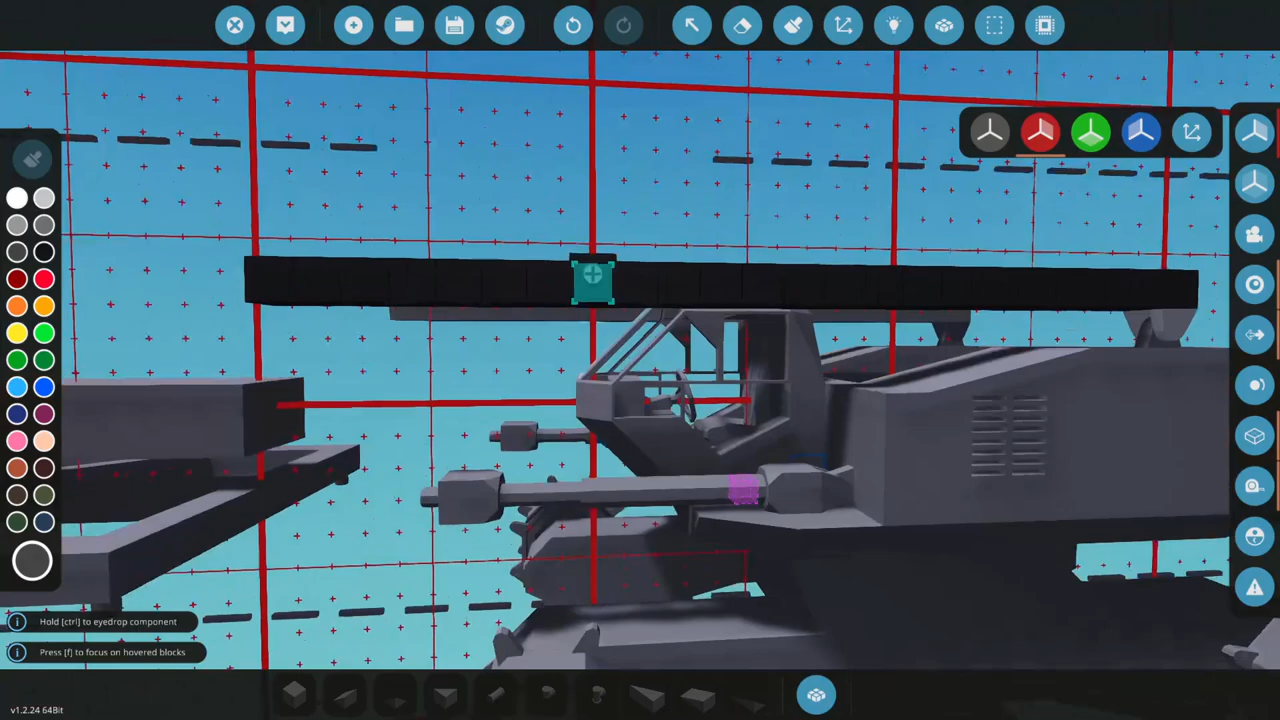 Hold [ctrl] to eyedrop component
Press [f] to focus on hovered blocks
v1.2.24 64Bit